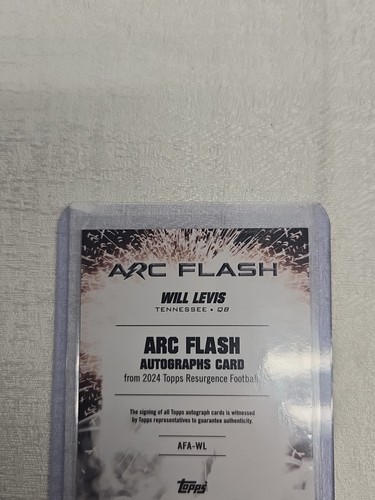 ARC FLASH
WILL LEVIS
TENNESSEE • QB
ARC FLASH
AUTOGRAPHS CARD
from 2024 Topps Resurgence Football
The signing of all Topps autograph cards is witnessed
by Topps representatives to guarantee authenticity.
AFA-WL
Topps